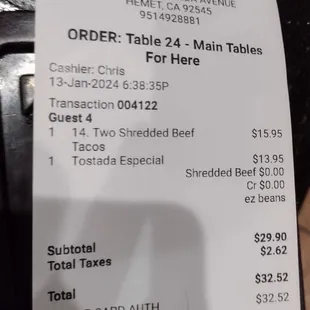 AVENUE
HEMET, CA 92545
9514928881
ORDER: Table 24 - Main Tables
For Here
Cashier: Chris
13-Jan-2024 6:38:35P
Transaction 004122
Guest 4
1 14. Two Shredded Beef $15.95
Tacos
1 Tostada Especial $13.95
Shredded Beef $0.00
Cr $0.00
ez beans
Subtotal $29.90
Total Taxes $2.62
$32.52
Total $32.52
CARD AUTH